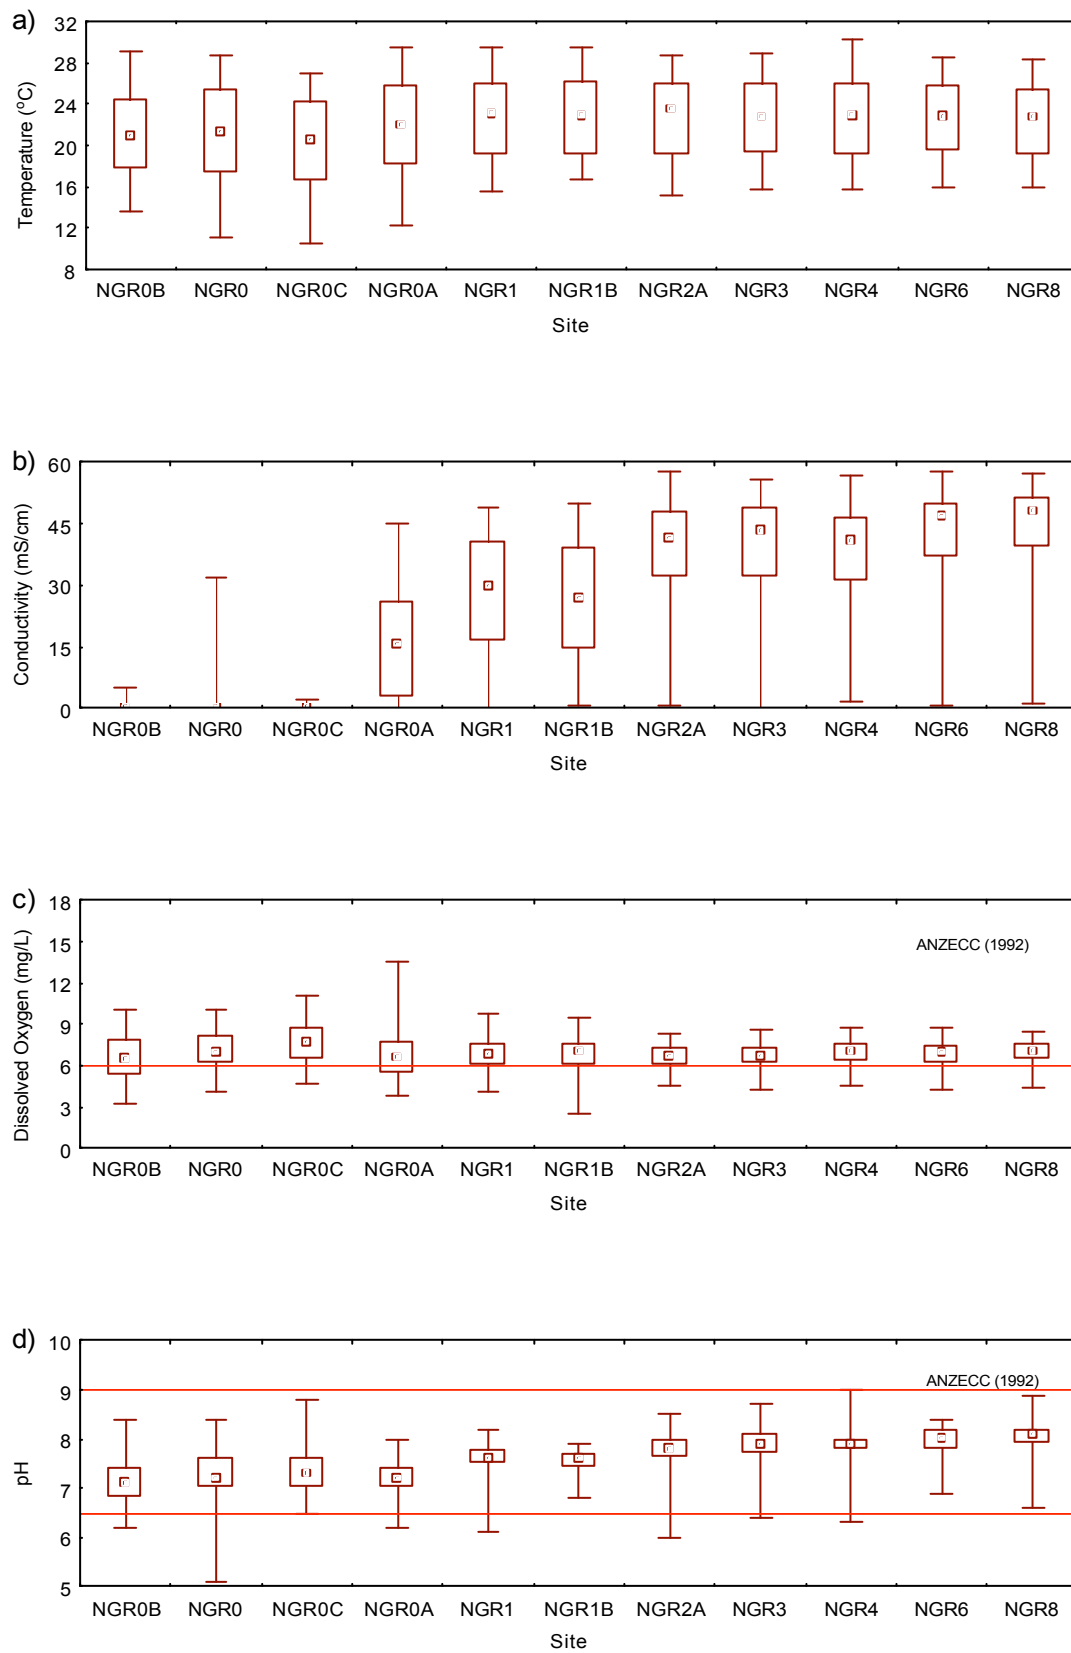 a)
32
28
24
20
16
12
8
Temperature (°C)
NGR0B NGR0 NGR0C NGR0A NGR1 NGR1B NGR2A NGR3 NGR4 NGR6 NGR8
Site
b)
60
45
30
15
0
Conductivity (mS/cm)
NGR0B NGR0 NGR0C NGR0A NGR1 NGR1B NGR2A NGR3 NGR4 NGR6 NGR8
Site
c)
18
15
12
9
6
3
0
Dissolved Oxygen (mg/L)
ANZECC (1992)
NGR0B NGR0 NGR0C NGR0A NGR1 NGR1B NGR2A NGR3 NGR4 NGR6 NGR8
Site
d)
10
9
8
7
6
5
pH
ANZECC (1992)
NGR0B NGR0 NGR0C NGR0A NGR1 NGR1B NGR2A NGR3 NGR4 NGR6 NGR8
Site